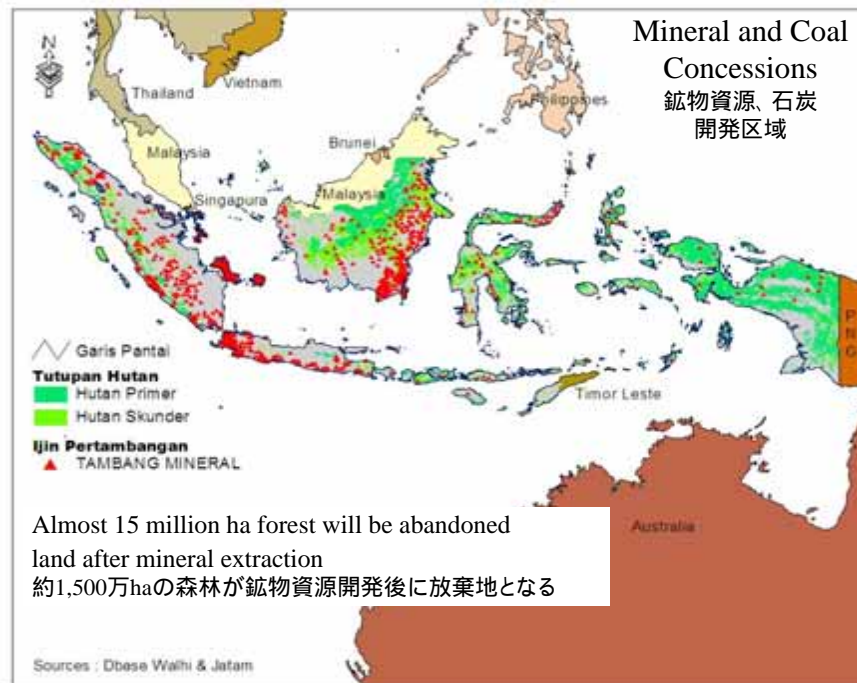 Mineral and Coal
Concessions
鉱物資源、石炭
開発区域
N
Vietnam
Thailand
Philippines
Malaysia
Brunei
Malaysia
Singapura
P
N
G
Garis Pantai
Tutupan Hutan
Hutan Primer
Hutan Skunder
Ijin Pertambangan
TAMBANG MINERAL
Timor Leste
Australia
Almost 15 million ha forest will be abandoned
land after mineral extraction
約1,500万haの森林が鉱物資源開発後に放棄地となる
Sources : Dbase Walhi & Jatam